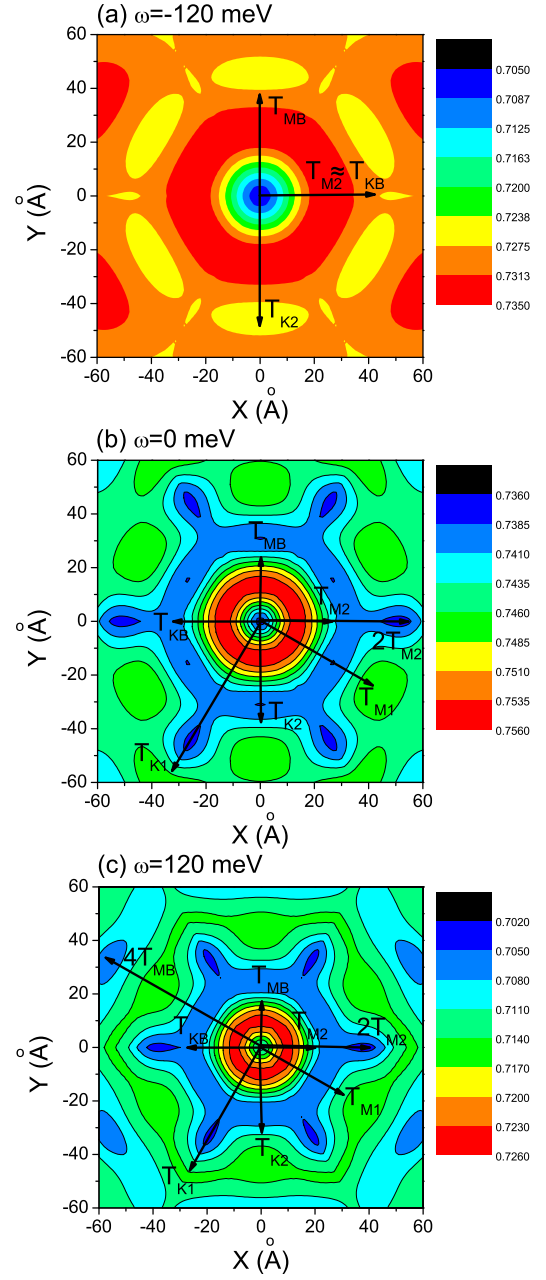 (a) ω=-120 meV
60
40
20
0
-20
-40
-60
Y (Å)
T_MB
T_M2≈ T_KB
T_K2
-60 -40 -20 0 20 40 60
X (Å)
0.7050
0.7087
0.7125
0.7163
0.7200
0.7238
0.7275
0.7313
0.7350
(b) ω=0 meV
60
40
20
0
-20
-40
-60
Y (Å)
T_MB
T_M2
T_KB
2T_M2
T_M1
T_K2
T_K1
-60 -40 -20 0 20 40 60
X (Å)
0.7360
0.7385
0.7410
0.7435
0.7460
0.7485
0.7510
0.7535
0.7560
(c) ω=120 meV
60
40
20
0
-20
-40
-60
Y (Å)
4T_MB
T_MB
T_KB
T_M2
2T_M2
T_M1
T_K2
T_K1
-60 -40 -20 0 20 40 60
X (Å)
0.7020
0.7050
0.7080
0.7110
0.7140
0.7170
0.7200
0.7230
0.7260